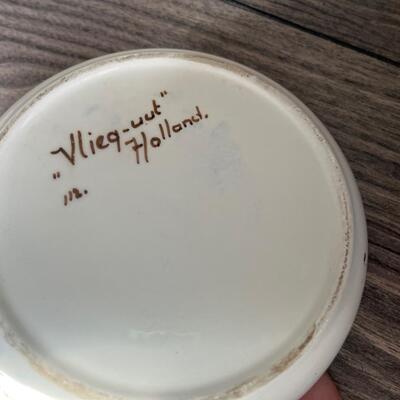 "Vlieg-uut"
Holland.
112.